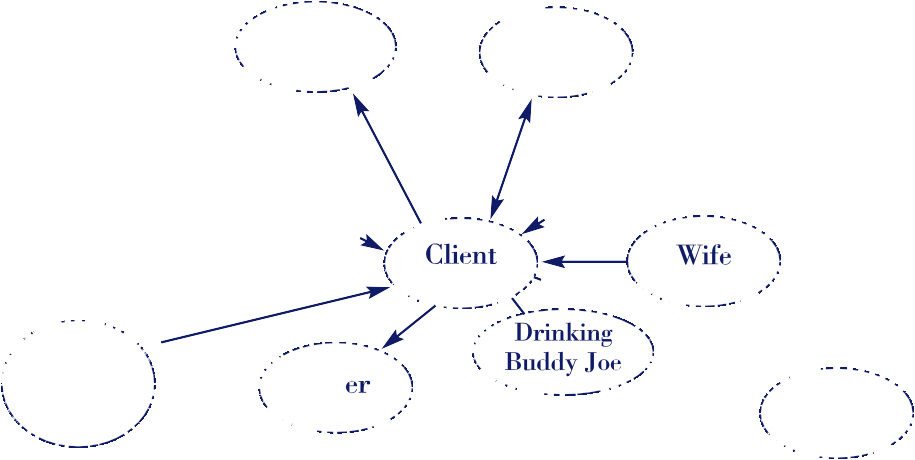 Client
Wife
Drinking
Buddy Joe
er